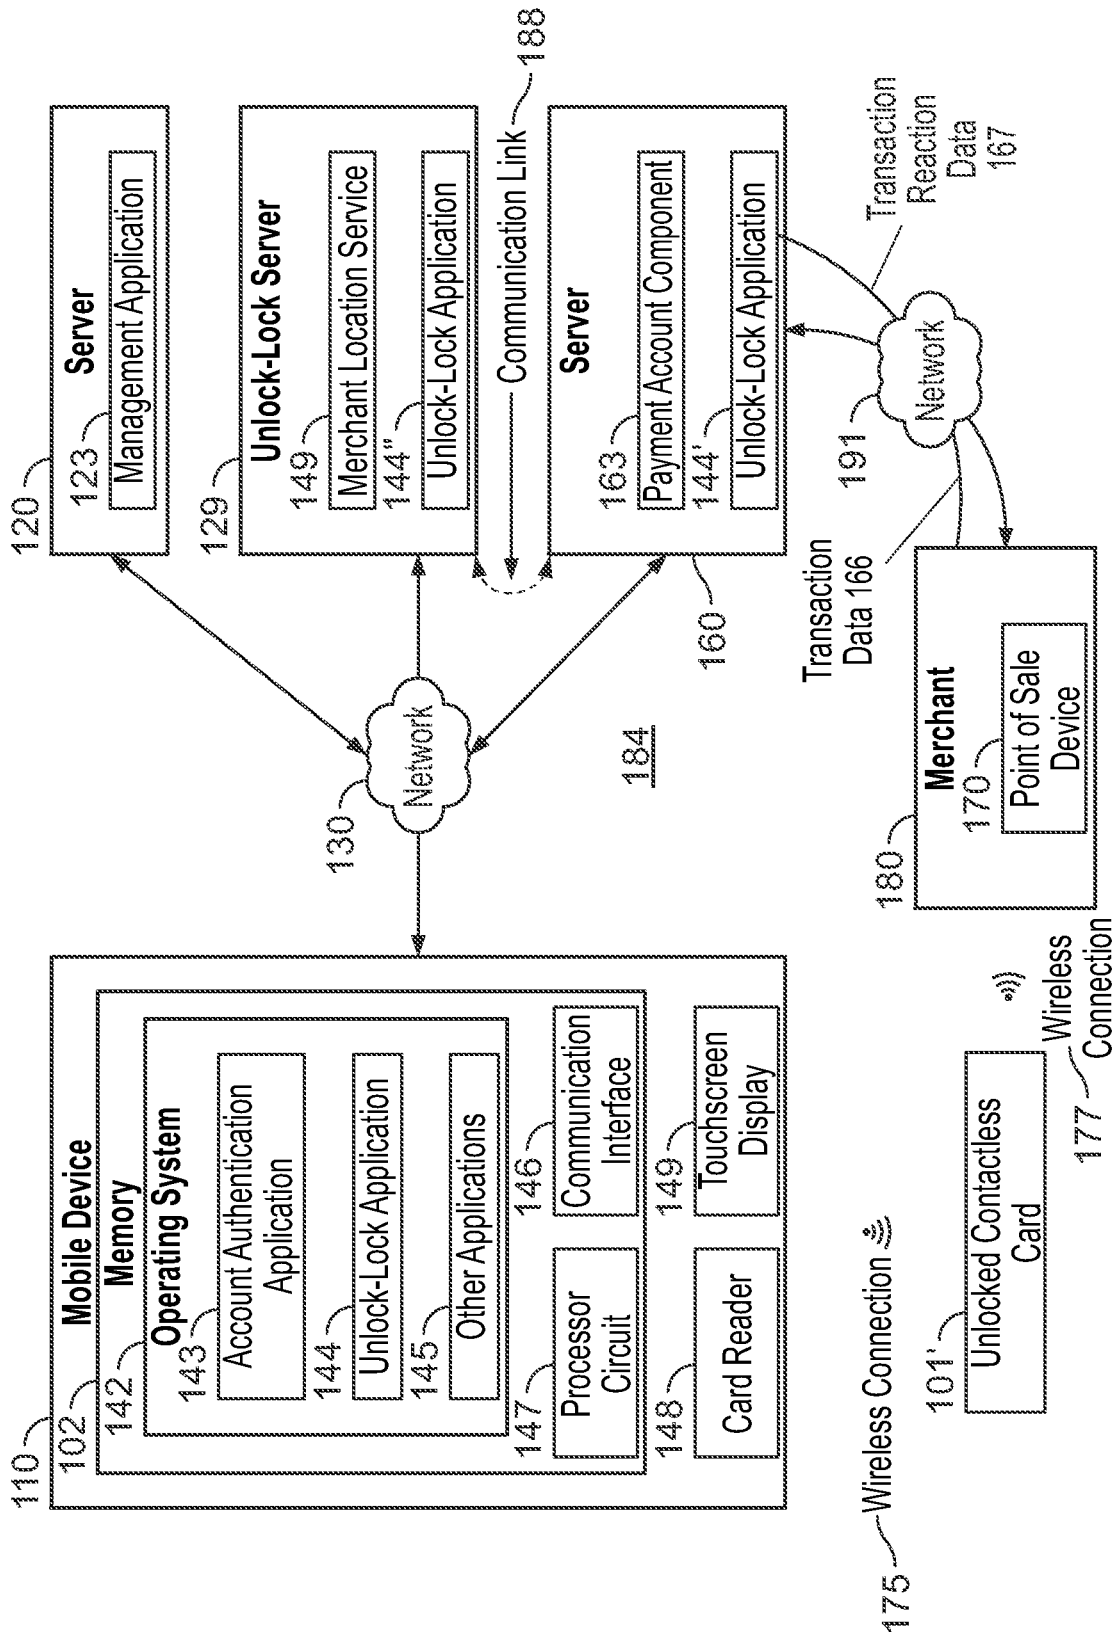 110
Mobile Device
102
Memory
142
Operating System
143
Account Authentication
Application
144
Unlock-Lock Application
145
Other Applications
147
Processor
Circuit
146
Communication
Interface
148
Card Reader
149
Touchscreen
Display
130
Network
184
120
Server
123
Management Application
129
Unlock-Lock Server
149
Merchant Location Service
144"
Unlock-Lock Application
Communication Link
188
Server
163
Payment Account Component
144'
Unlock-Lock Application
160
175
Wireless Connection
101'
Unlocked Contactless
Card
177
Wireless
Connection
180
Merchant
170
Point of Sale
Device
Transaction
Data 166
191
Network
Transaction
Reaction
Data
167